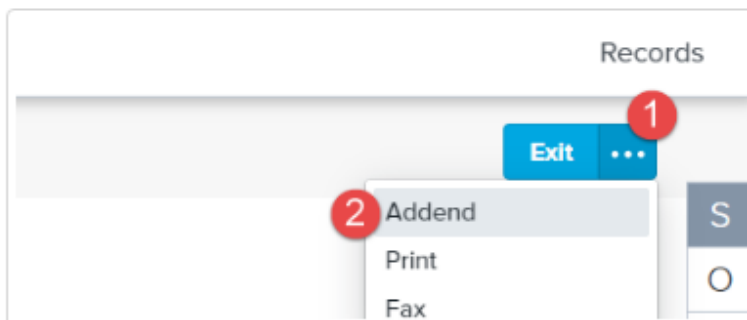 Records
1
Exit ...
2 Addend
S
Print
O
Fax